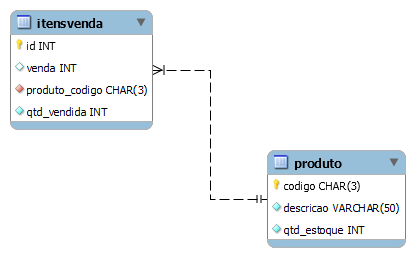 itensvenda
id INT
venda INT
produto_codigo CHAR(3)
qtd_vendida INT
produto
codigo CHAR(3)
descricao VARCHAR(50)
qtd_estoque INT